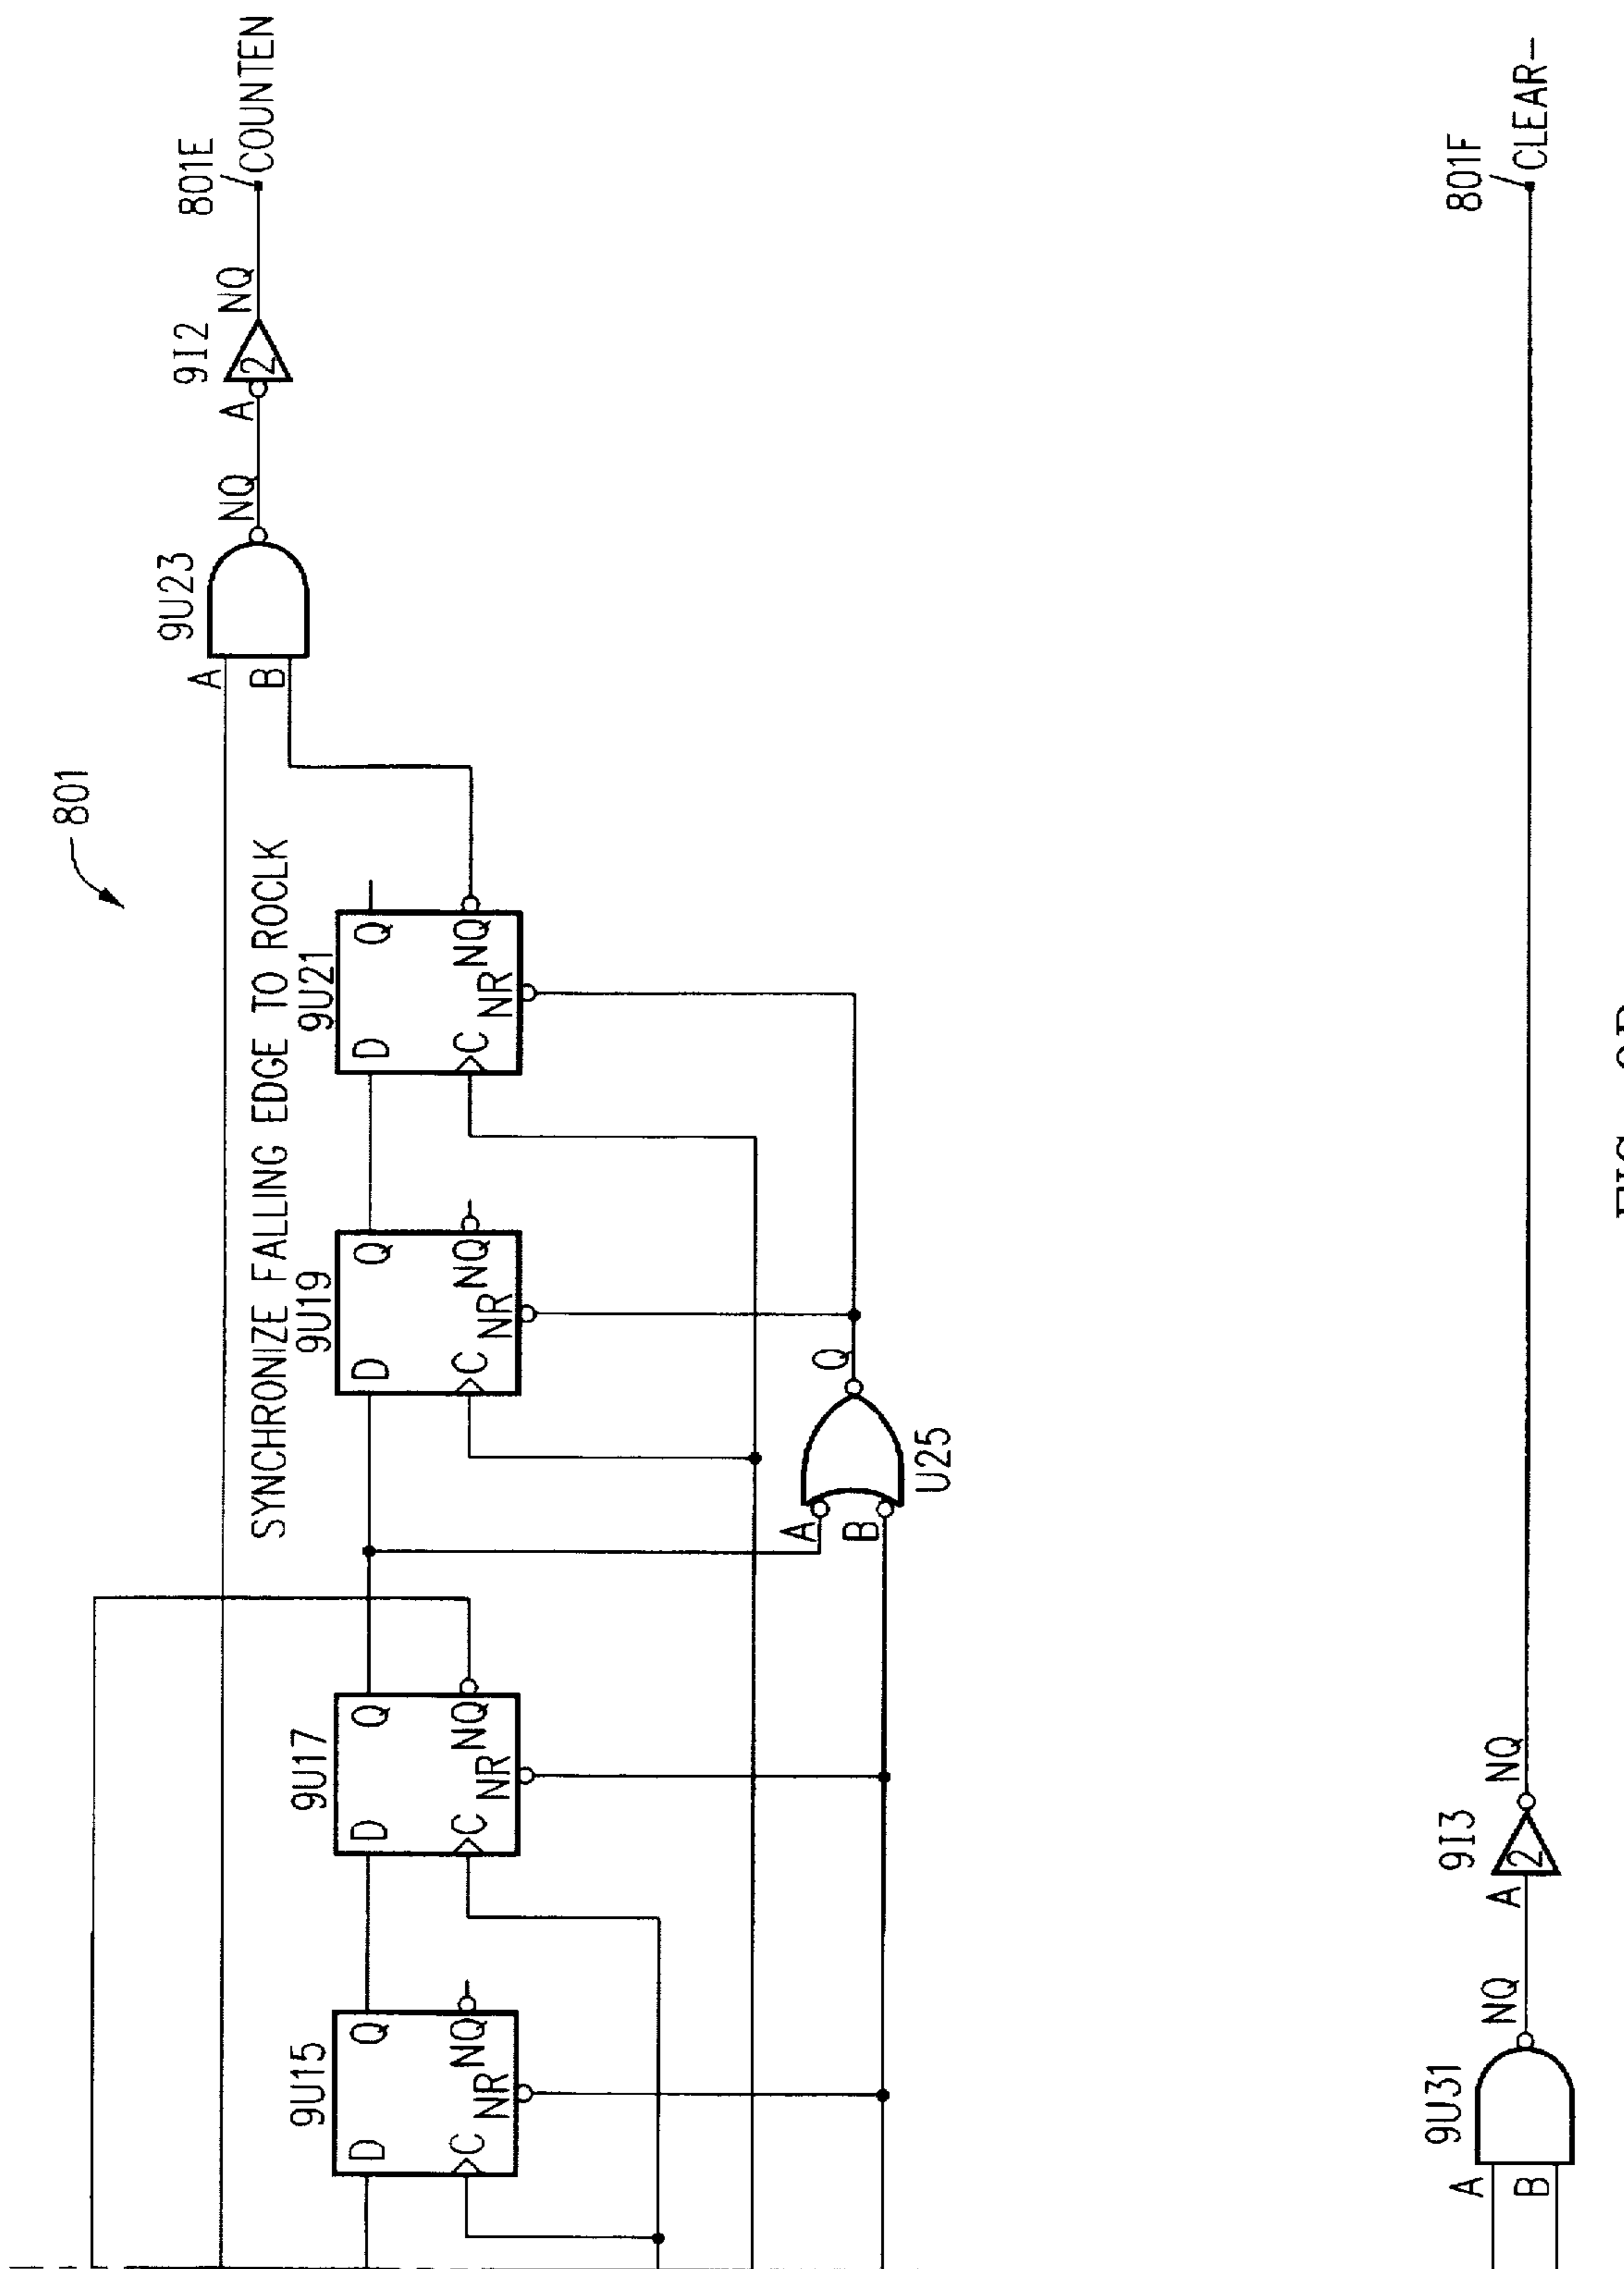 801
801E
COUNTEN
9I2
A
2
NQ
9U23
A
B
NQ
SYNCHRONIZE FALLING EDGE TO ROCLK
9U15
D
Q
C
NQ
NR
9U17
D
Q
C
NQ
NR
9U19
D
Q
C
NQ
NR
9U21
D
Q
C
NQ
NR
A
B
Q
U25
9U31
A
B
NQ
9I3
A
2
NQ
801F
CLEAR-